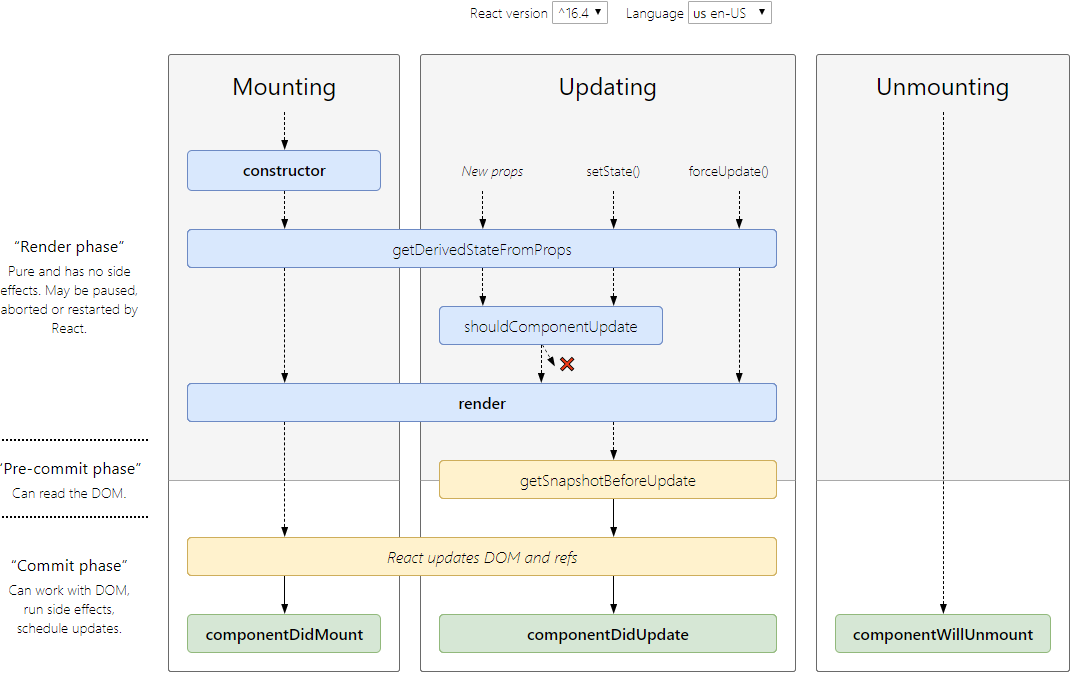 React version ^16.4 Language us en-US
Mounting
Updating
Unmounting
constructor
New props
setState()
forceUpdate()
"Render phase"
Pure and has no side
effects. May be paused,
aborted or restarted by
React.
getDerivedStateFromProps
shouldComponentUpdate
render
"Pre-commit phase"
Can read the DOM.
getSnapshotBeforeUpdate
"Commit phase"
Can work with DOM,
run side effects,
schedule updates.
React updates DOM and refs
componentDidMount
componentDidUpdate
componentWillUnmount